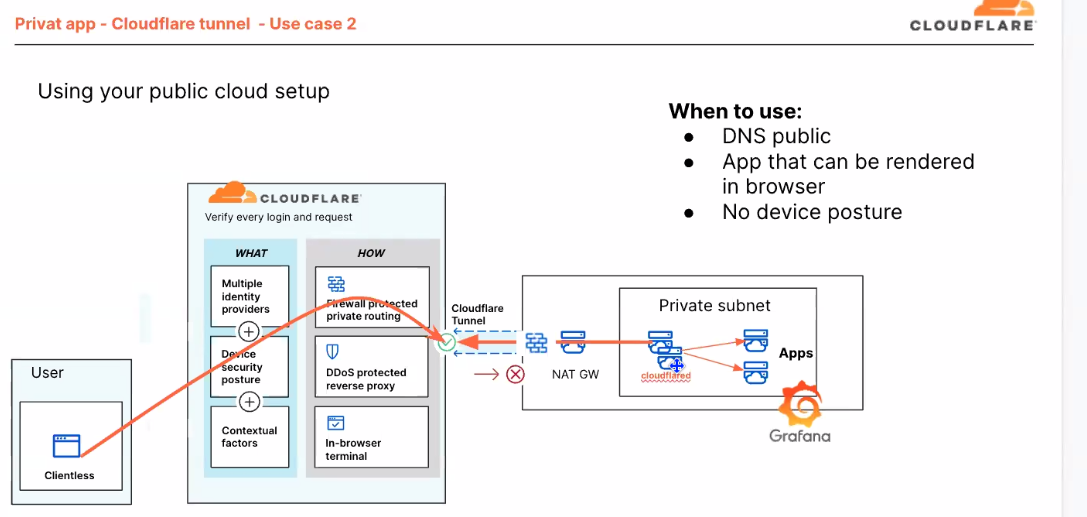 Privat app - Cloudflare tunnel - Use case 2
CLOUDFLARE
Using your public cloud setup
When to use:
● DNS public
● App that can be rendered
in browser
● No device posture
CLOUDFLARE
Verify every login and request
WHAT
Multiple
identity
providers
Device
security
posture
Contextual
factors
HOW
Firewall protected
private routing
DDoS protected
reverse proxy
In-browser
terminal
User
Clientless
Cloudflare
Tunnel
NAT GW
Private subnet
cloudflared
Apps
Grafana